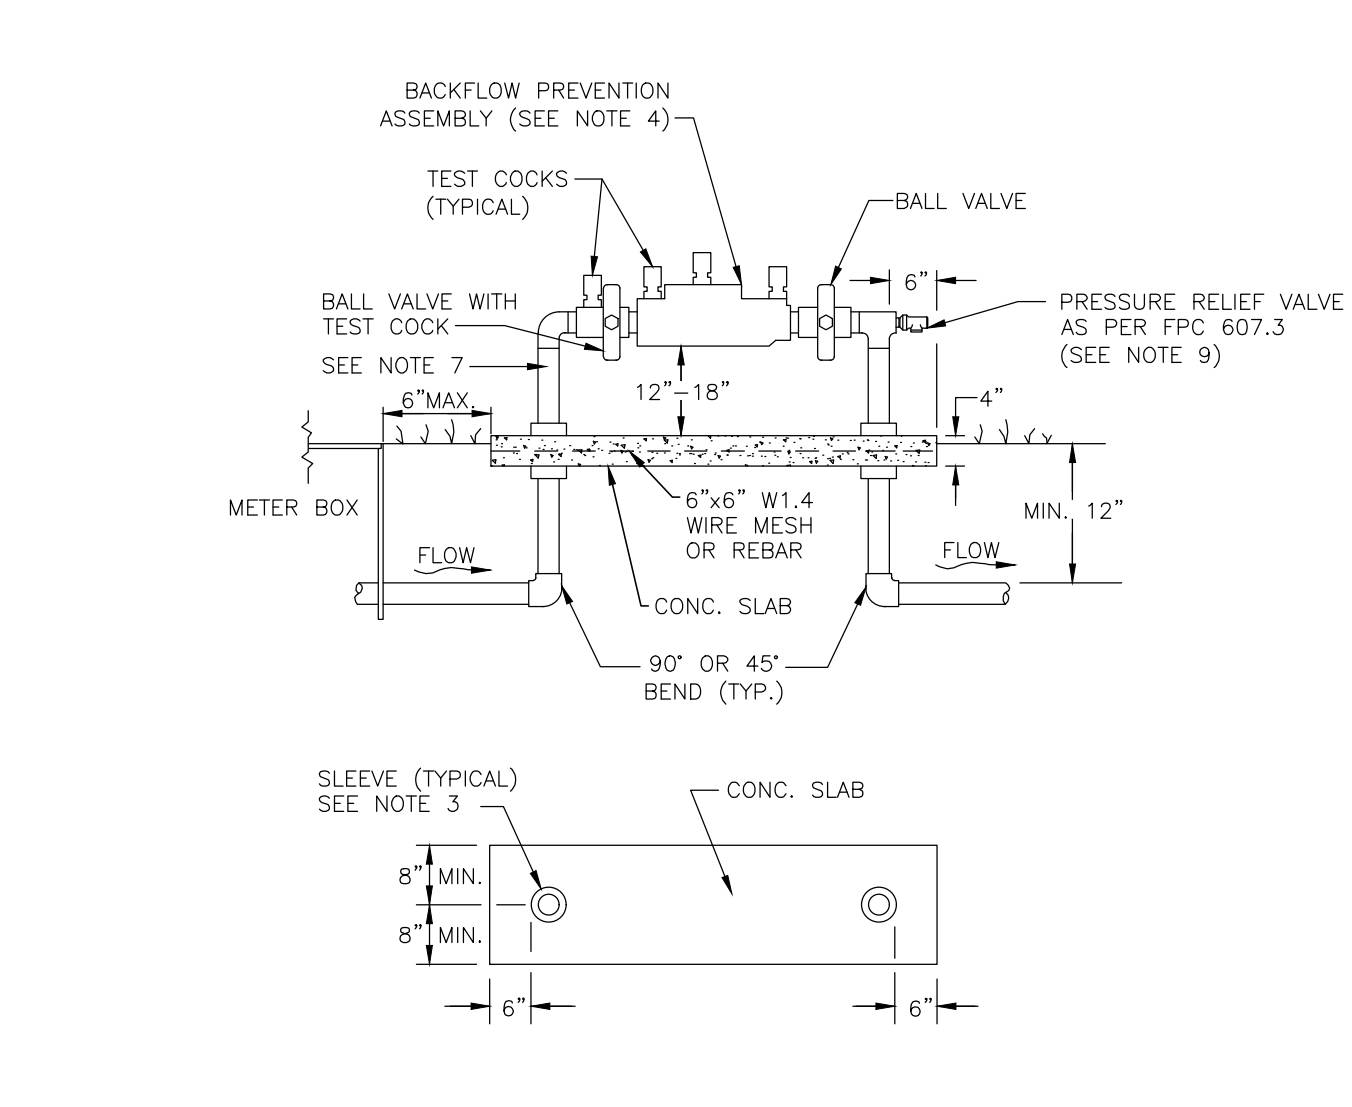 BACKFLOW PREVENTION
ASSEMBLY (SEE NOTE 4)
TEST COCKS
(TYPICAL)
BALL VALVE
6”
BALL VALVE WITH
TEST COCK
PRESSURE RELIEF VALVE
AS PER FPC 607.3
(SEE NOTE 9)
SEE NOTE 7
12”–18”
6”MAX.
4”
METER BOX
6”x6” W1.4
WIRE MESH
OR REBAR
MIN. 12”
FLOW
FLOW
CONC. SLAB
90° OR 45°
BEND (TYP.)
SLEEVE (TYPICAL)
SEE NOTE 3
CONC. SLAB
8” MIN.
8” MIN.
6”
6”